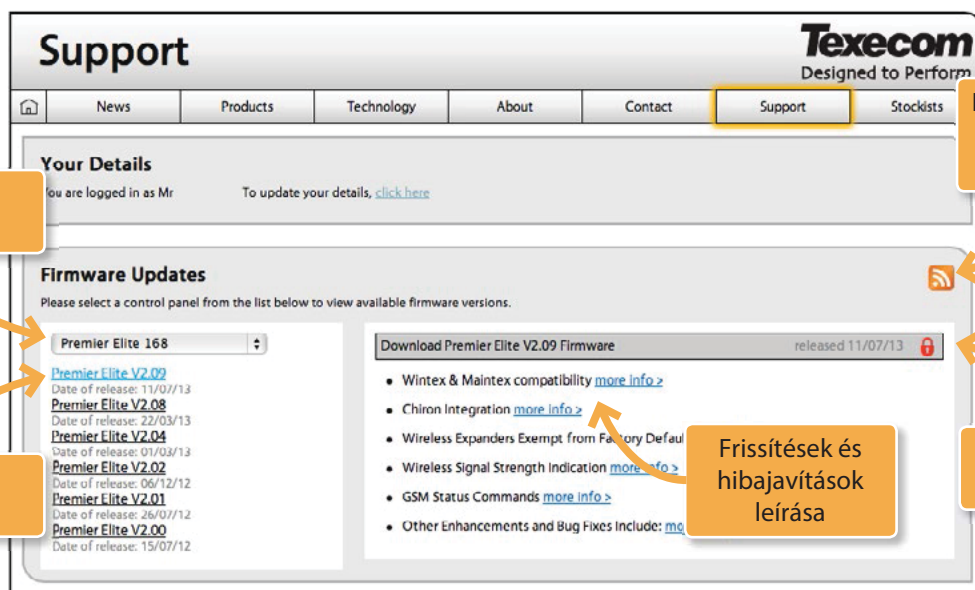 Support
Texecom
Designed to Perform
News
Products
Technology
About
Contact
Support
Stockists
Your Details
You are logged in as Mr
To update your details, click here
Firmware Updates
Please select a control panel from the list below to view available firmware versions.
Premier Elite 168
Premier Elite V2.09
Date of release: 11/07/13
Premier Elite V2.08
Date of release: 22/03/13
Premier Elite V2.04
Date of release: 01/03/13
Premier Elite V2.02
Date of release: 06/12/12
Premier Elite V2.01
Date of release: 26/07/12
Premier Elite V2.00
Date of release: 15/07/12
Download Premier Elite V2.09 Firmware released 11/07/13
• Wintex & Maintex compatibility more info >
• Chiron Integration more info >
• Wireless Expanders Exempt from Factory Defaul
• Wireless Signal Strength Indication more info >
• GSM Status Commands more info >
• Other Enhancements and Bug Fixes Include:
Frissítések és
hibajavítások
leírása